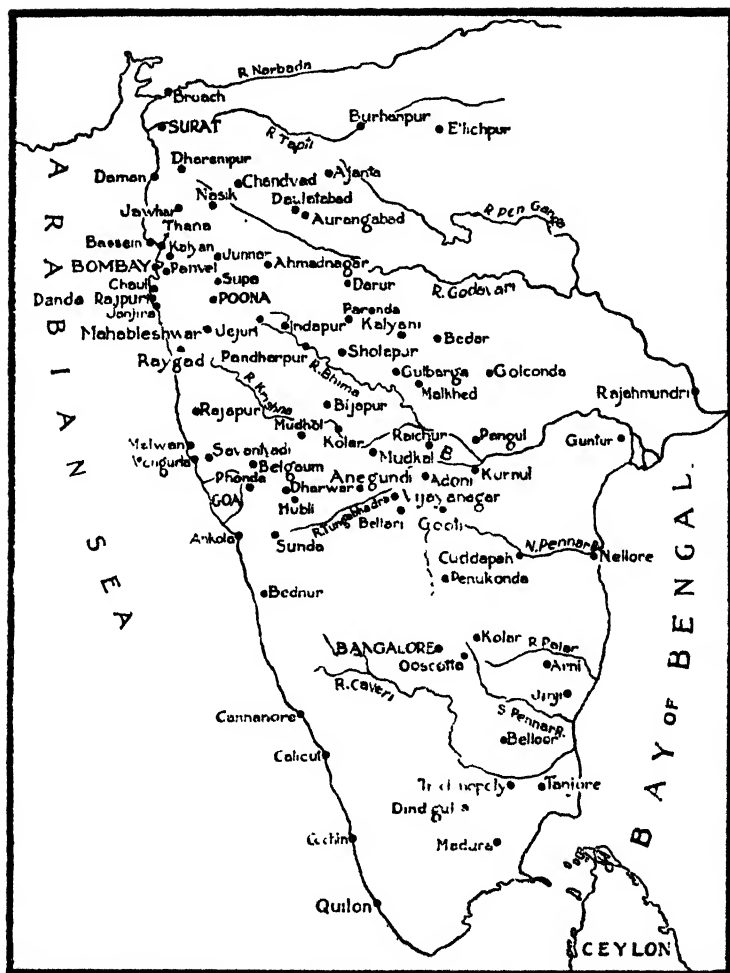 R. Narbada
Broach
SURAT
R. Tapti
Burhanpur
Ellichpur
Dharampur
Daman
Chandvad
Ajanta
Nasik
Daulatabad
Jawhar
Aurangabad
R. Pen Ganga
Thana
Bassein
Kalyan
Junnar
BOMBAY
Panvel
Ahmadnagar
Chaul
Supa
Darur
R. Godavari
Danda Rajpuri
POONA
Janjira
Parenda
Indapur
Kalyani
Mahableshwar
Jejuri
Bedar
Raygad
Pandharpur
Sholapur
R. Bhima
Gulbarga
Golconda
R. Krishna
Malkhed
Rajahmundri
Rajapur
Bijapur
Mudhol
Kolar
Raichur
Pangul
Guntur
Malwan
Savantvadi
Mudkal
R
Vengurla
Belgaum
Anegundi
Adoni
Kurnul
Phonda
Dharwar
GOA
Hubli
Vijayanagar
R. Tungabhadra
Bellari
Gooti
Ankola
Sunda
N. Pennar R.
Cuddapah
Nellore
Penukonda
Bednur
Kolar
BANGALORE
R. Palar
Ooscotta
Arni
R. Caveri
Jinji
Cannanore
S. Pennar R.
Belloor
Calicut
Trichinopoly
Tanjore
Dindigul
Cochin
Madura
Quilon
CEYLON
ARABIAN SEA
BAY OF BENGAL.